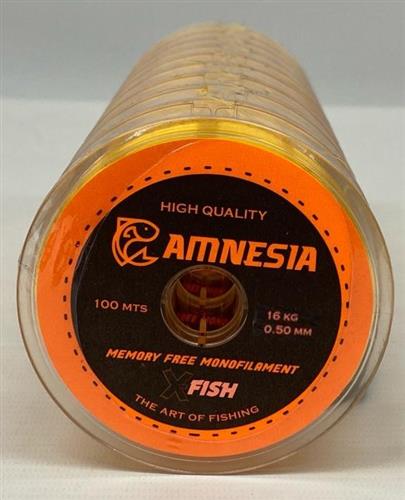 HIGH QUALITY
AMNESIA
100 MTS
16 KG
0.50 MM
MEMORY FREE MONOFILAMENT
XFISH
THE ART OF FISHING